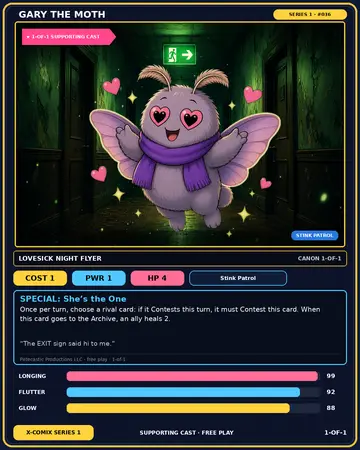 GARY THE MOTH
SERIES 1 · #036
★ 1-OF-1 SUPPORTING CAST
STINK PATROL
LOVESICK NIGHT FLYER
CANON 1-OF-1
COST 1
PWR 1
HP 4
Stink Patrol
SPECIAL: She's the One
Once per turn, choose a rival card: if it Contests this turn, it must Contest this card. When
this card goes to the Archive, an ally heals 2.
"The EXIT sign said hi to me."
LONGING 99
FLUTTER 92
GLOW 88
X-COMIX SERIES 1
SUPPORTING CAST · FREE PLAY
1-OF-1